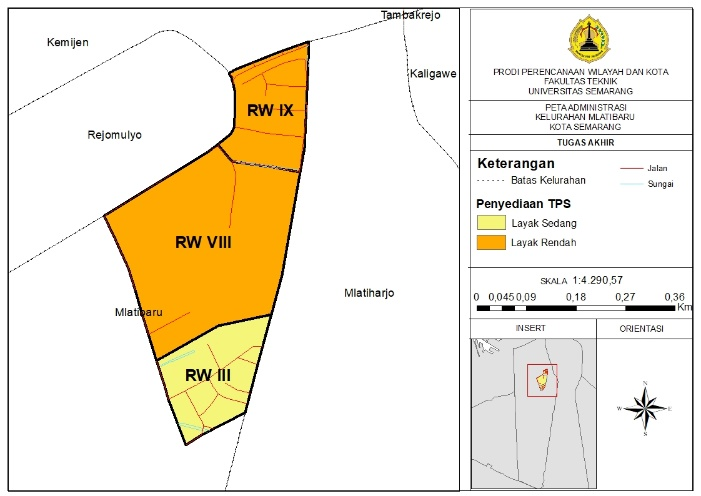 Tambakrejo
Kemijen
Kaligawe
RW IX
Rejomulyo
RW VIII
Mlatiharjo
Mlatibaru
RW III
PRODI PERENCANAAN WILAYAH DAN KOTA
FAKULTAS TEKNIK
UNIVERSITAS SEMARANG
PETA ADMINISTRASI
KELURAHAN MLATIBARU
KOTA SEMARANG
TUGAS AKHIR
Keterangan
Batas Kelurahan
Jalan
Sungai
Penyediaan TPS
Layak Sedang
Layak Rendah
SKALA 1:4.290,57
0 0,045 0,09 0,18 0,27 0,36
Km
INSERT
ORIENTASI
N
W E
S